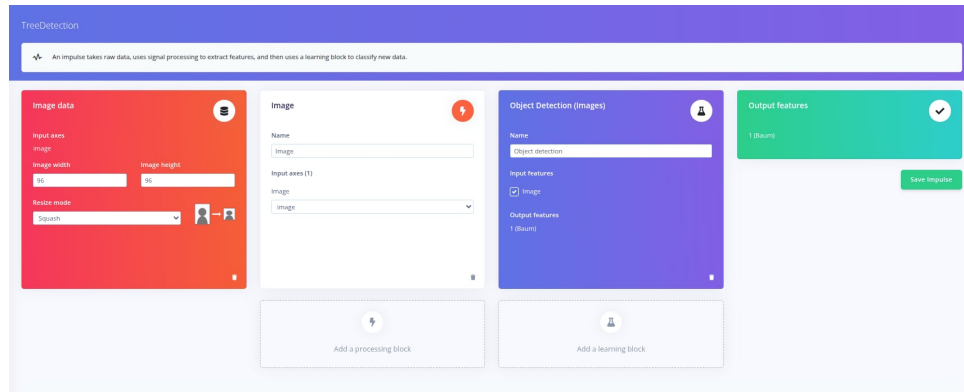 TreeDetection
An impulse takes raw data, uses signal processing to extract features, and then uses a learning block to classify new data.
Image data
Input axes
image
Image width
Image height
96
96
Resize mode
Squash
Image
Name
Image
Input axes (1)
Image
image
Object Detection (Images)
Name
Object detection
Input features
Image
Output features
1 (Baum)
Output features
1 (Baum)
Save Impulse
Add a processing block
Add a learning block